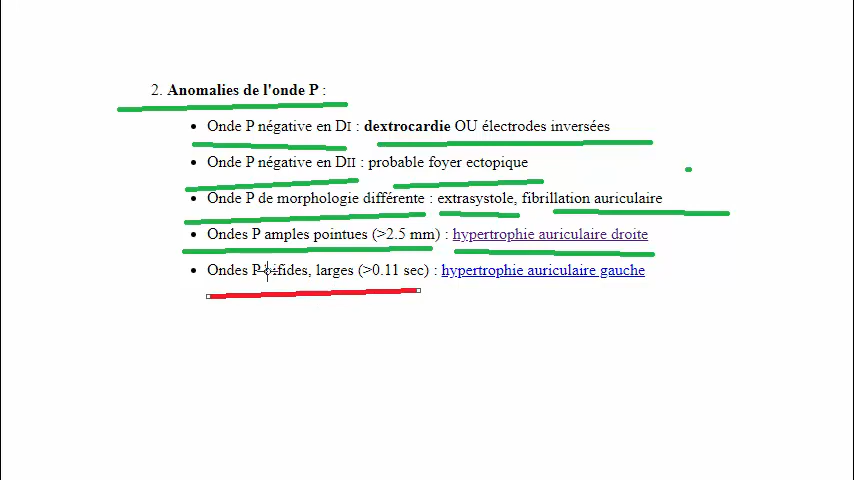 2. Anomalies de l'onde P :
• Onde P négative en DI : dextrocardie OU électrodes inversées
• Onde P négative en DII : probable foyer ectopique
• Onde P de morphologie différente : extrasystole, fibrillation auriculaire
• Ondes P amples pointues (>2.5 mm) : hypertrophie auriculaire droite
• Ondes P bifides, larges (>0.11 sec) : hypertrophie auriculaire gauche